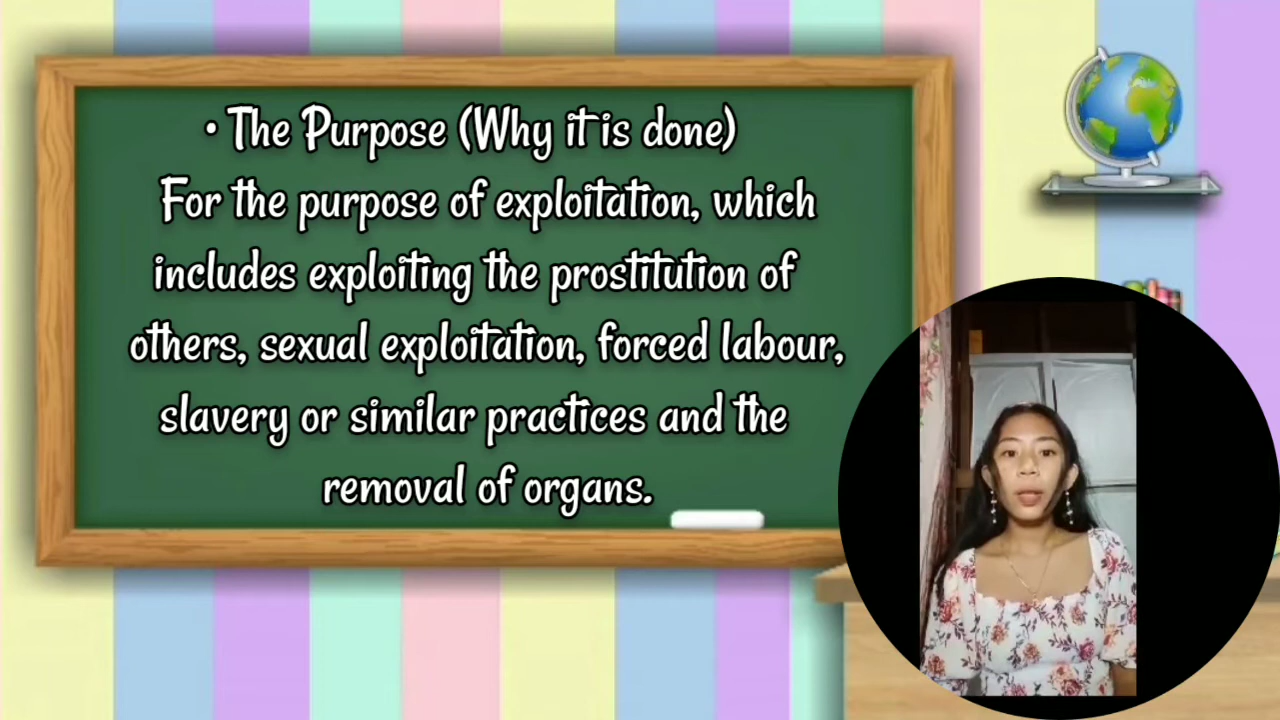 • The Purpose (Why it is done)
For the purpose of exploitation, which
includes exploiting the prostitution of
others, sexual exploitation, forced labour,
slavery or similar practices and the
removal of organs.